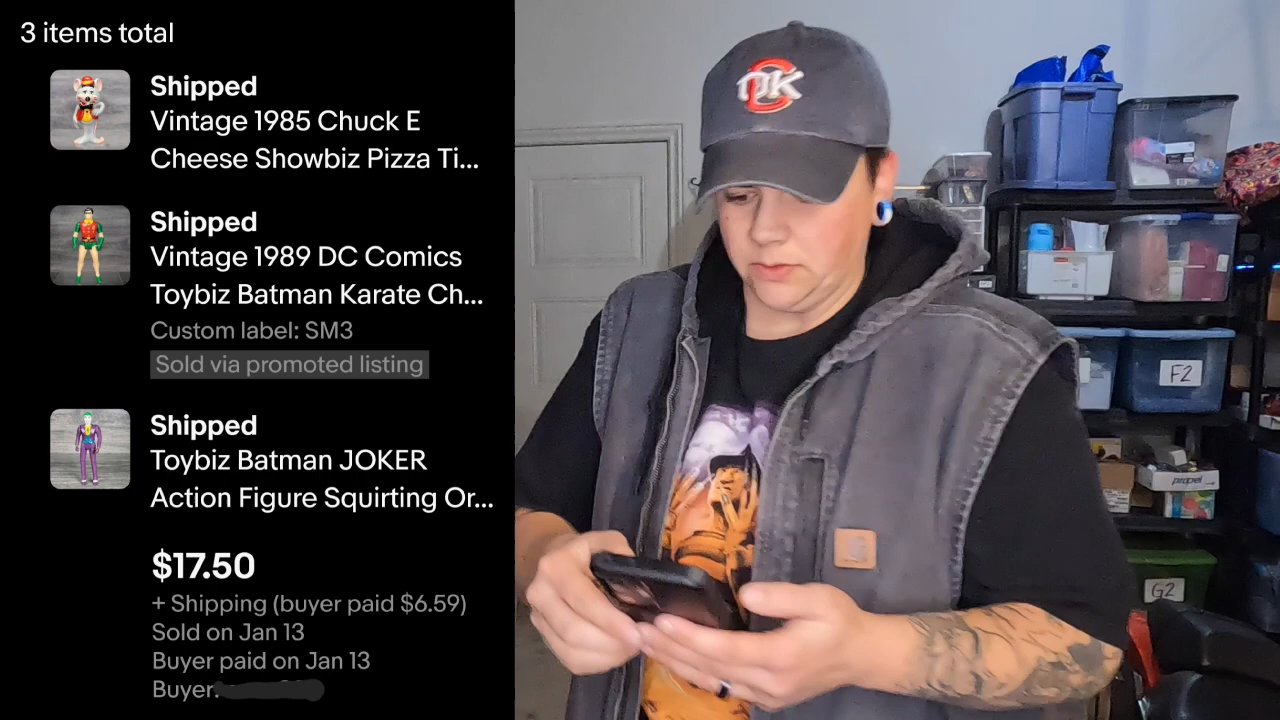 3 items total
Shipped
Vintage 1985 Chuck E
Cheese Showbiz Pizza Ti...
Shipped
Vintage 1989 DC Comics
Toybiz Batman Karate Ch...
Custom label: SM3
Sold via promoted listing
Shipped
Toybiz Batman JOKER
Action Figure Squirting Or...
$17.50
+ Shipping (buyer paid $6.59)
Sold on Jan 13
Buyer paid on Jan 13
Buyer:
OKC
F2
propel
G2